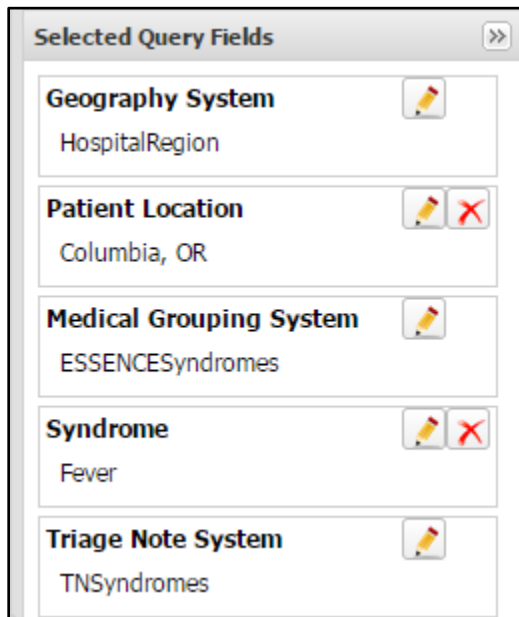 Selected Query Fields
Geography System
HospitalRegion
Patient Location
Columbia, OR
Medical Grouping System
ESSENCESyndromes
Syndrome
Fever
Triage Note System
TNSyndromes